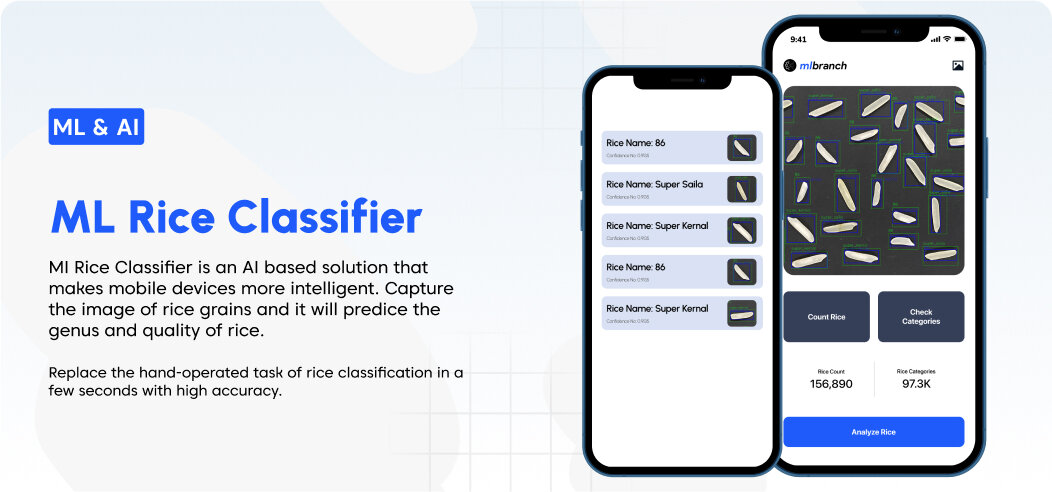 ML & AI
ML Rice Classifier
Ml Rice Classifier is an AI based solution that
makes mobile devices more intelligent. Capture
the image of rice grains and it will predice the
genus and quality of rice.
Replace the hand-operated task of rice classification in a
few seconds with high accuracy.
Rice Name: 86
Confidence No: 0.9125
Rice Name: Super Saila
Confidence No: 0.9125
Rice Name: Super Kernal
Confidence No: 0.9125
Rice Name: 86
Confidence No: 0.9125
Rice Name: Super Kernal
Confidence No: 0.9125
9:41
mlbranch
Count Rice
Check
Categories
Rice Count
156,890
Rice Categories
97.3K
Analyze Rice